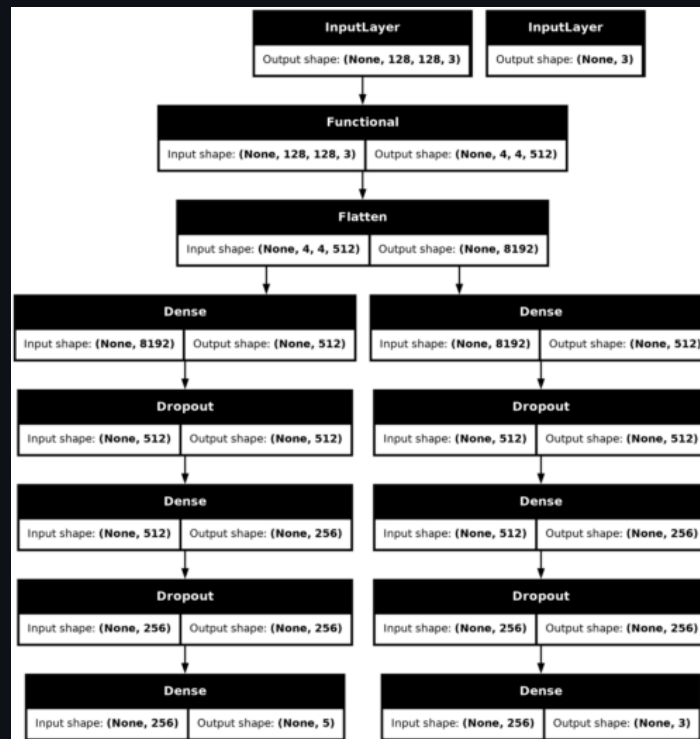 InputLayer
Output shape: (None, 128, 128, 3)
InputLayer
Output shape: (None, 3)
Functional
Input shape: (None, 128, 128, 3) Output shape: (None, 4, 4, 512)
Flatten
Input shape: (None, 4, 4, 512) Output shape: (None, 8192)
Dense
Input shape: (None, 8192) Output shape: (None, 512)
Dense
Input shape: (None, 8192) Output shape: (None, 512)
Dropout
Input shape: (None, 512) Output shape: (None, 512)
Dropout
Input shape: (None, 512) Output shape: (None, 512)
Dense
Input shape: (None, 512) Output shape: (None, 256)
Dense
Input shape: (None, 512) Output shape: (None, 256)
Dropout
Input shape: (None, 256) Output shape: (None, 256)
Dropout
Input shape: (None, 256) Output shape: (None, 256)
Dense
Input shape: (None, 256) Output shape: (None, 5)
Dense
Input shape: (None, 256) Output shape: (None, 3)